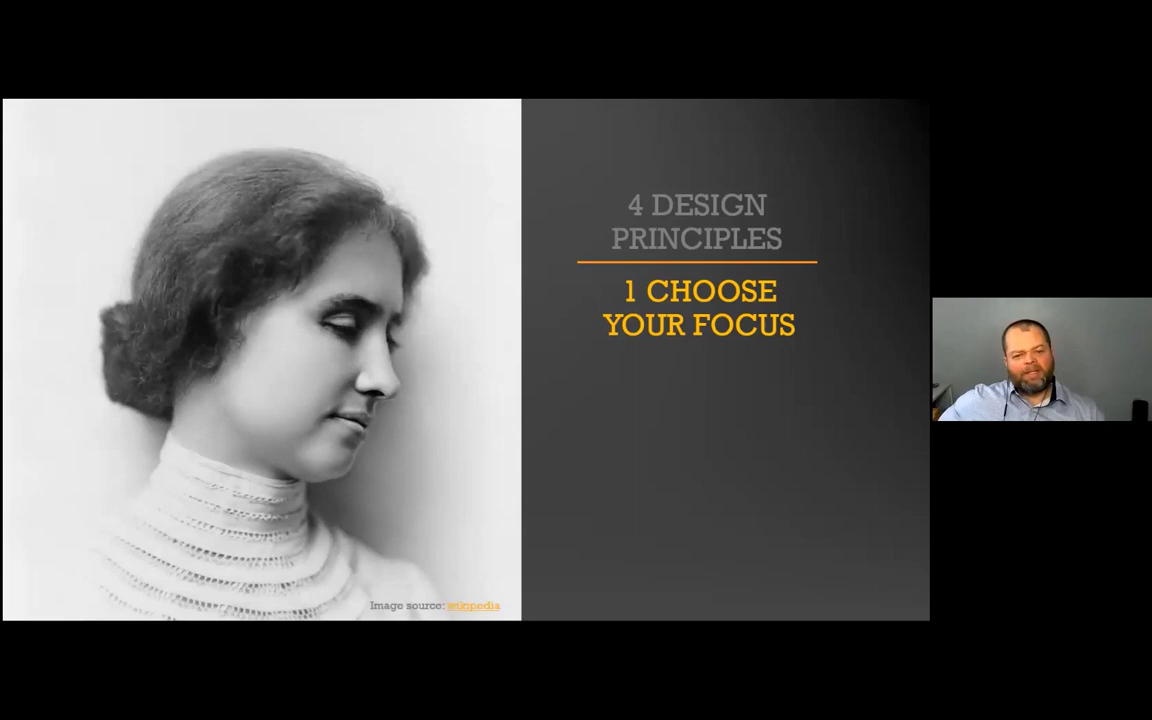 4 DESIGN
PRINCIPLES
1 CHOOSE
YOUR FOCUS
Image source: wikipedia